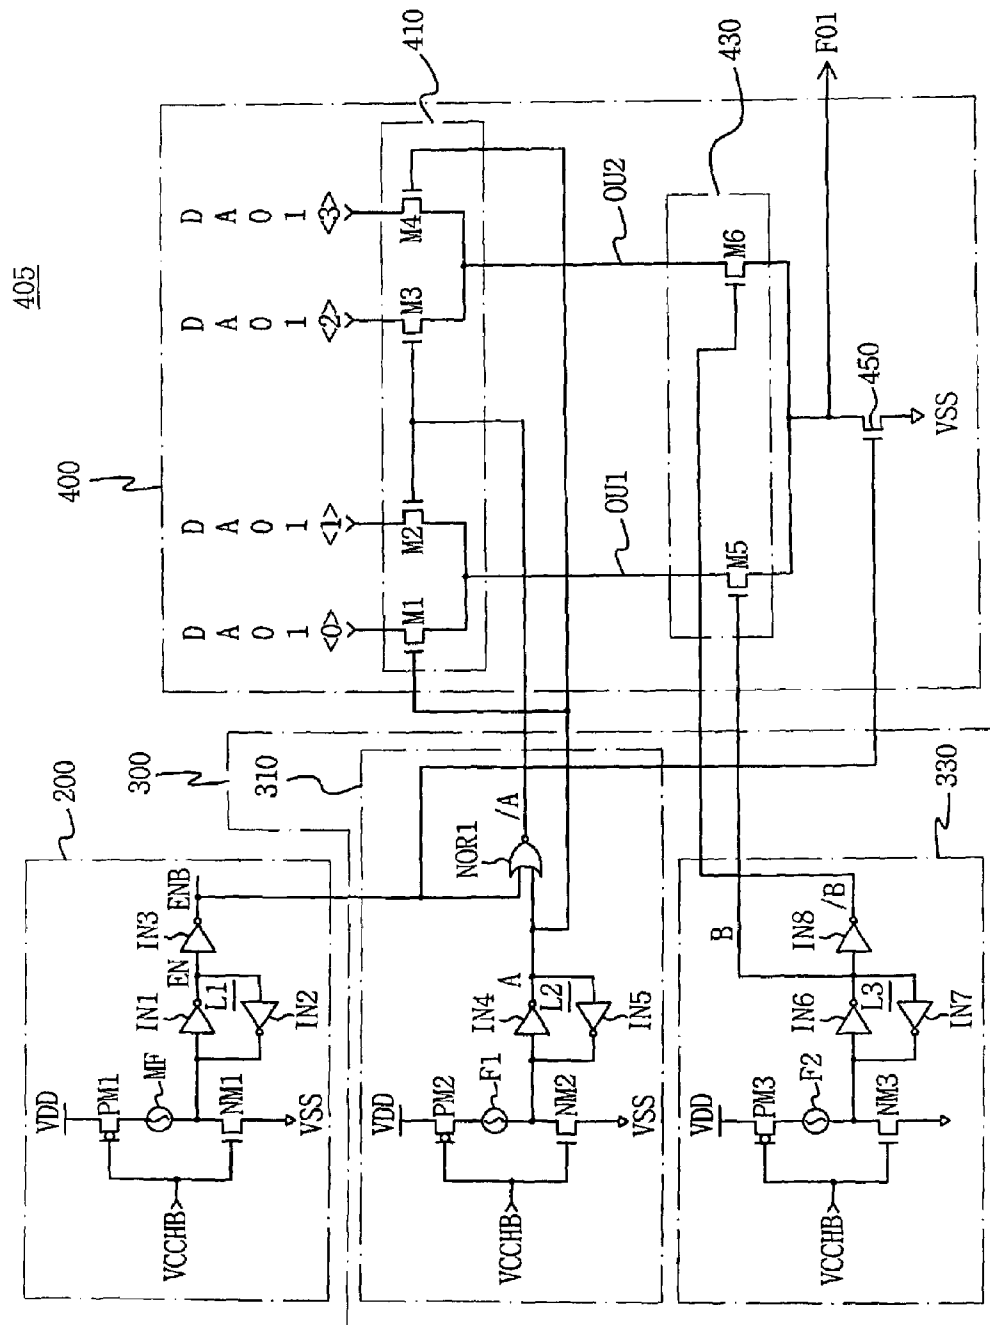 405
400
410
430
450
D A 0 1 <0>
D A 0 1 <1>
D A 0 1 <2>
D A 0 1 <3>
M1
M2
M3
M4
OU1
OU2
M5
M6
FO1
VSS
200
300
310
330
VDD
PM1
MF
NM1
VSS
VCCHB
IN1
EN
IN3
ENB
L1
IN2
VDD
PM2
F1
NM2
VSS
VCCHB
IN4
A
L2
IN5
NOR1
/A
VDD
PM3
F2
NM3
VCCHB
IN6
B
L3
IN7
IN8
/B